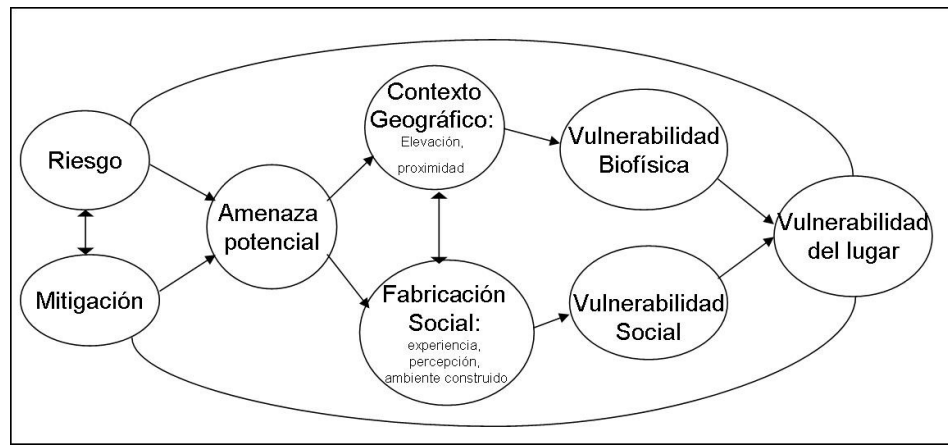 Riesgo
Mitigación
Amenaza
potencial
Contexto
Geográfico:
Elevación,
proximidad
Fabricación
Social:
experiencia,
percepción,
ambiente construido
Vulnerabilidad
Biofísica
Vulnerabilidad
Social
Vulnerabilidad
del lugar